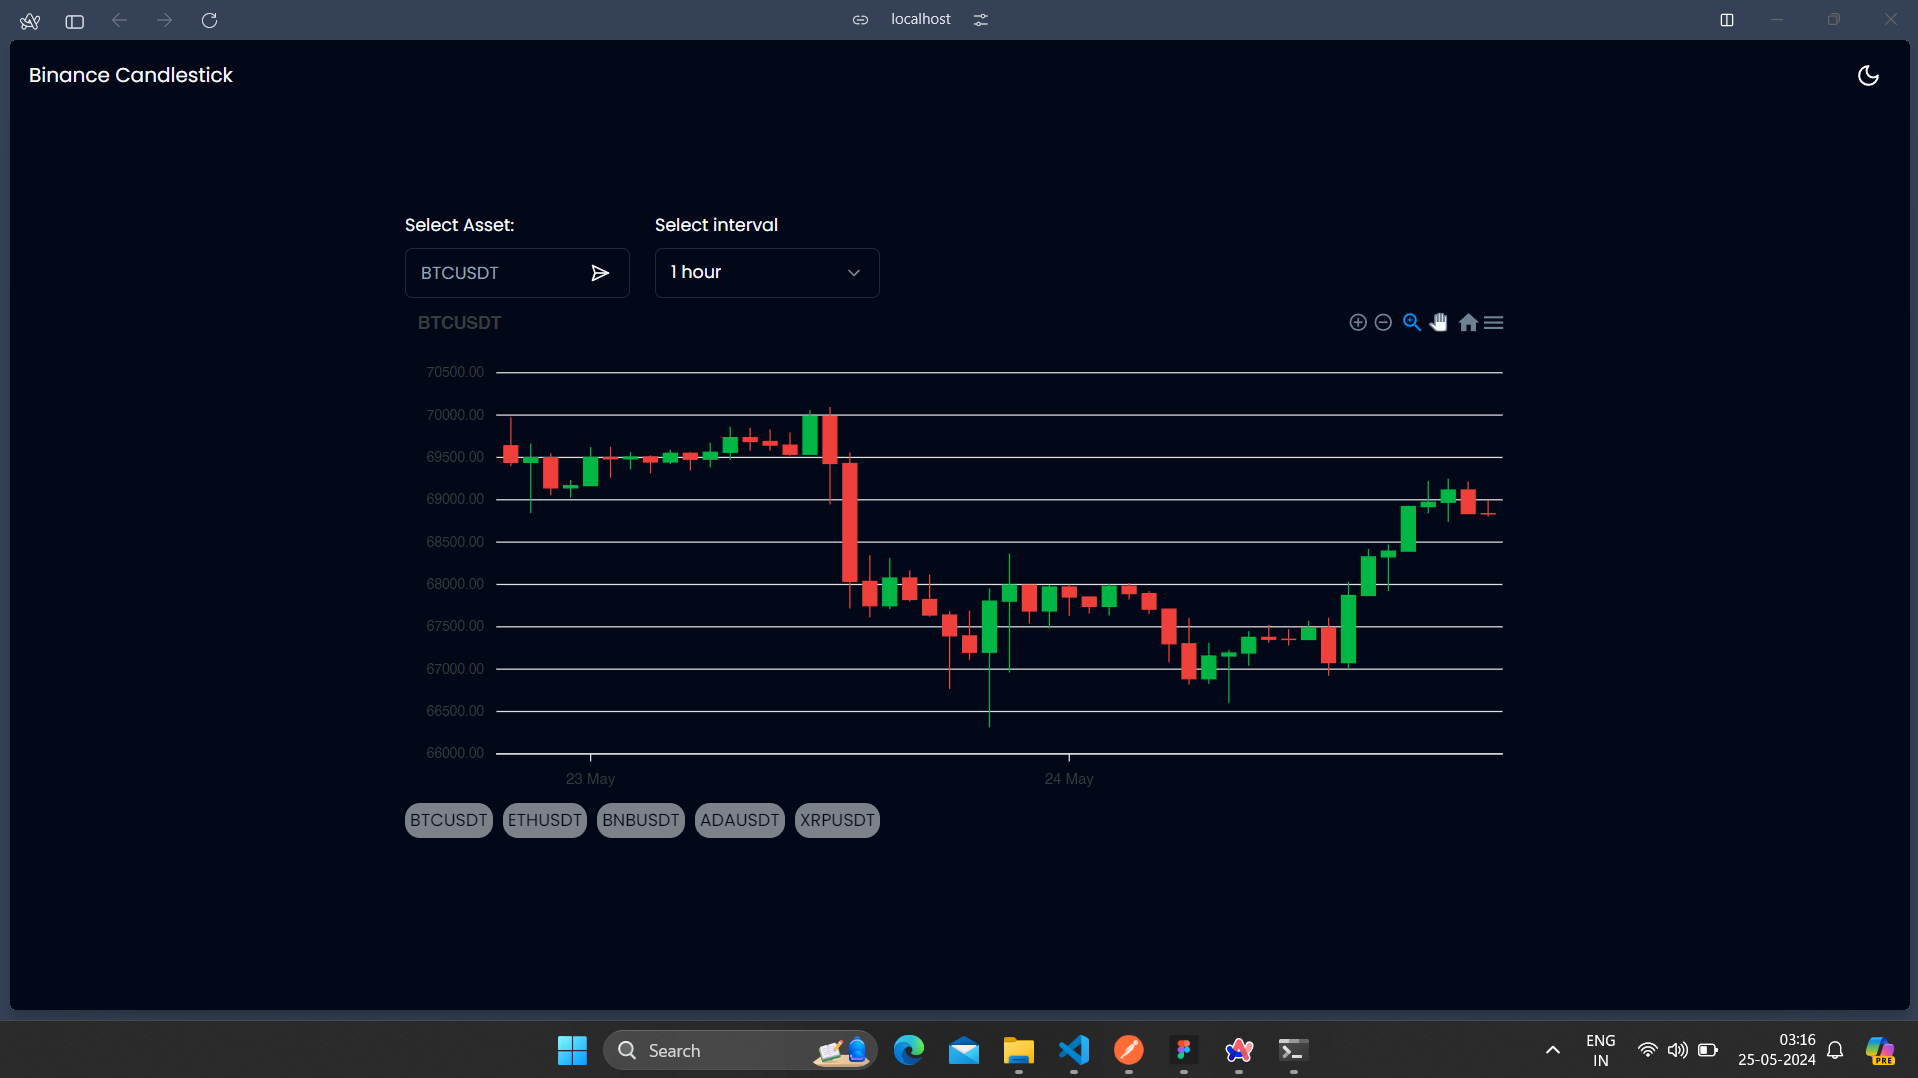 localhost
Binance Candlestick
Select Asset:
Select interval
BTCUSDT
1 hour
BTCUSDT
70500.00
70000.00
69500.00
69000.00
68500.00
68000.00
67500.00
67000.00
66500.00
66000.00
23 May
24 May
BTCUSDT
ETHUSDT
BNBUSDT
ADAUSDT
XRPUSDT
Search
ENG
IN
03:16
25-05-2024
PRE